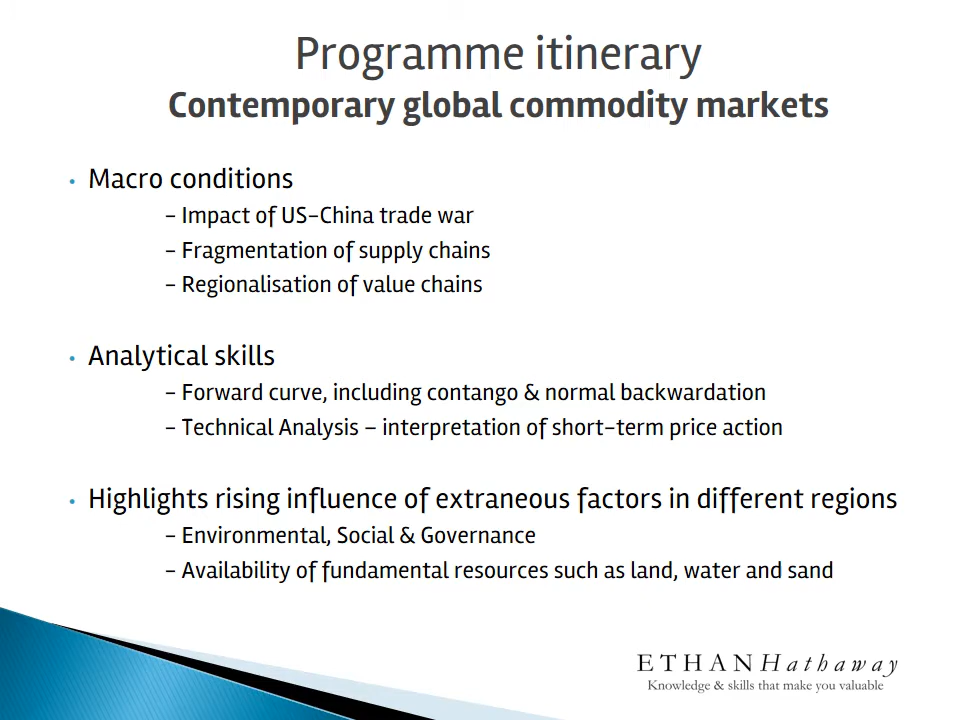 Programme itinerary
Contemporary global commodity markets
• Macro conditions
– Impact of US–China trade war
– Fragmentation of supply chains
– Regionalisation of value chains
• Analytical skills
– Forward curve, including contango & normal backwardation
– Technical Analysis – interpretation of short-term price action
• Highlights rising influence of extraneous factors in different regions
– Environmental, Social & Governance
– Availability of fundamental resources such as land, water and sand
ETHANHathaway
Knowledge & skills that make you valuable